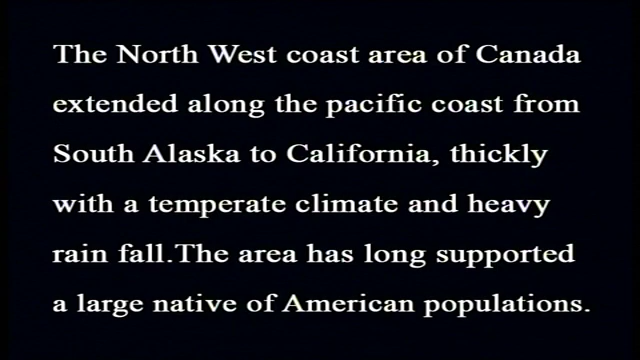 The North West coast area of Canada
extended along the pacific coast from
South Alaska to California, thickly
with a temperate climate and heavy
rain fall.The area has long supported
a large native of American populations.